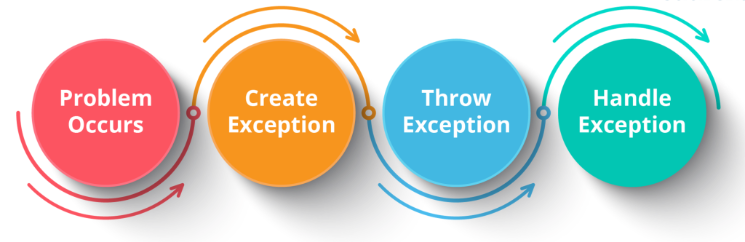 Problem
Occurs
Create
Exception
Throw
Exception
Handle
Exception